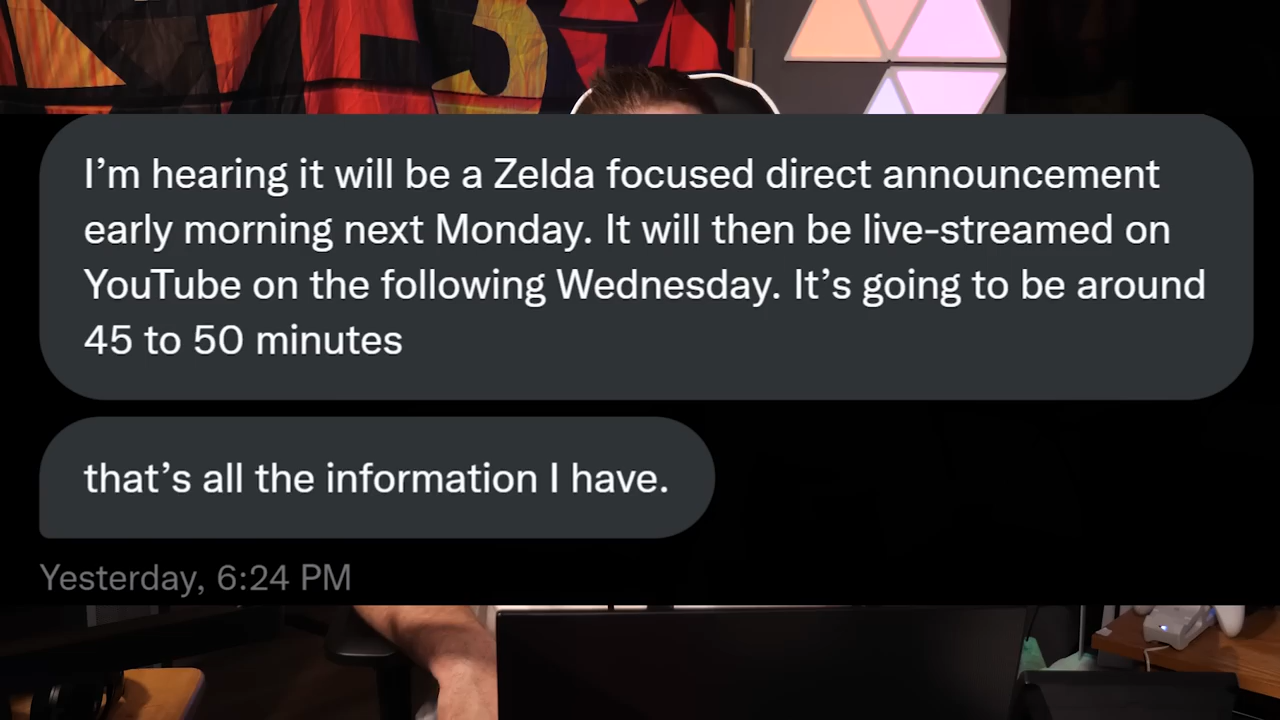 I'm hearing it will be a Zelda focused direct announcement
early morning next Monday. It will then be live-streamed on
YouTube on the following Wednesday. It's going to be around
45 to 50 minutes
that's all the information I have.
Yesterday, 6:24 PM